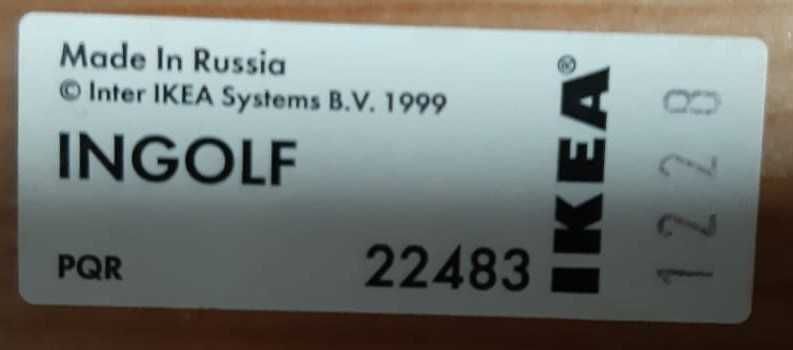 Made In Russia
© Inter IKEA Systems B.V. 1999
INGOLF
PQR
22483
IKEA®
1228